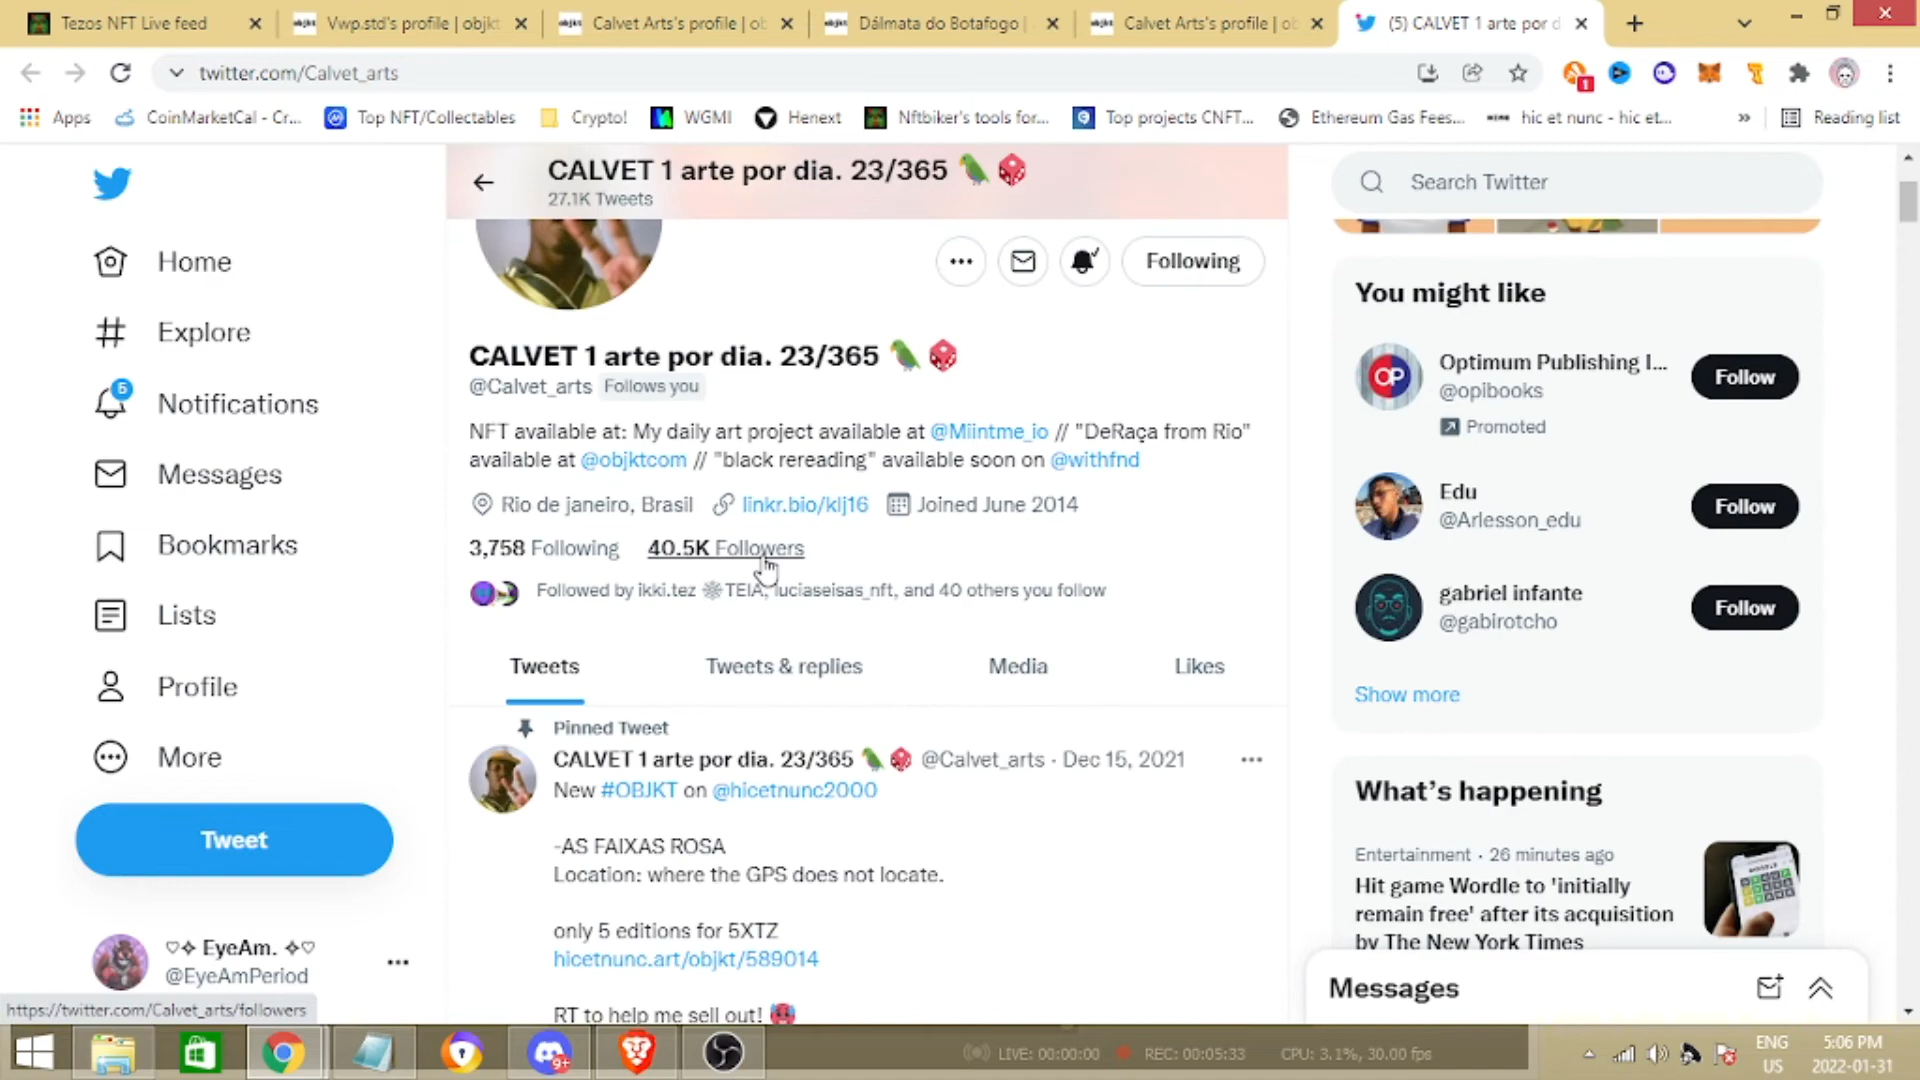 Tezos NFT Live feed
Vwp.std's profile | objkt
Calvet Arts's profile | ob
Dálmata do Botafogo |
Calvet Arts's profile | ob
(5) CALVET 1 arte por d
twitter.com/Calvet_arts
1
Apps
CoinMarketCal - Cr...
Top NFT/Collectables
Crypto!
WGMI
Henext
Nftbiker's tools for...
Top projects CNFT...
Ethereum Gas Fees...
hic et nunc - hic et...
»
Reading list
CALVET 1 arte por dia. 23/365 🦜🎲
27.1K Tweets
Search Twitter
Home
Explore
5
Notifications
Messages
Bookmarks
Lists
Profile
More
Tweet
♡✧ EyeAm. ✧♡
@EyeAmPeriod
https://twitter.com/Calvet_arts/followers
Following
CALVET 1 arte por dia. 23/365 🦜🎲
@Calvet_arts Follows you
NFT available at: My daily art project available at @Miintme_io // "DeRaça from Rio"
available at @objktcom // "black rereading" available soon on @withfnd
Rio de janeiro, Brasil linkr.bio/klj16 Joined June 2014
3,758 Following 40.5K Followers
Followed by ikki.tez ❄TEIA, luciaseisas_nft, and 40 others you follow
Tweets
Tweets & replies
Media
Likes
Pinned Tweet
CALVET 1 arte por dia. 23/365 🦜🎲 @Calvet_arts · Dec 15, 2021
New #OBJKT on @hicetnunc2000
-AS FAIXAS ROSA
Location: where the GPS does not locate.
only 5 editions for 5XTZ
hicetnunc.art/objkt/589014
RT to help me sell out!
You might like
OP
Optimum Publishing I...
@opibooks
Promoted
Follow
Edu
@Arlesson_edu
Follow
gabriel infante
@gabirotcho
Follow
Show more
What's happening
Entertainment · 26 minutes ago
Hit game Wordle to 'initially
remain free' after its acquisition
by The New York Times
Messages
9+
LIVE: 00:00:00
REC: 00:05:33
CPU: 3.1%, 30.00 fps
ENG
US
5:06 PM
2022-01-31